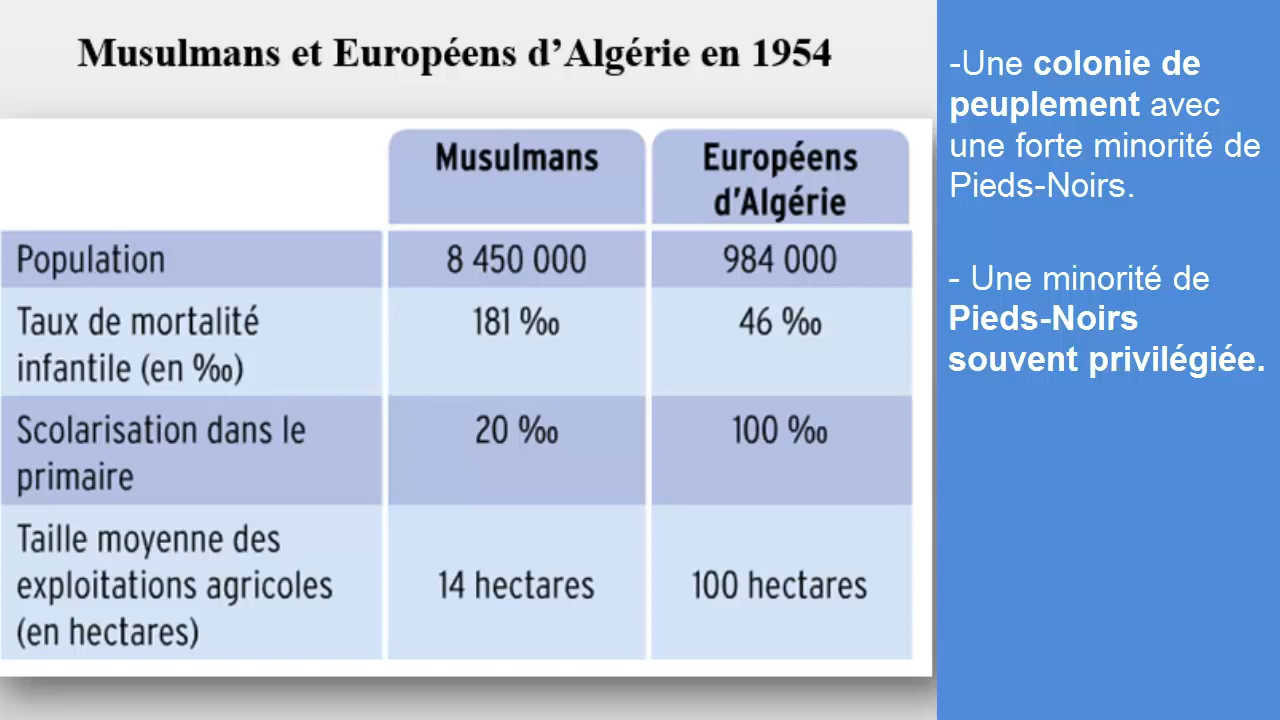 Musulmans et Européens d’Algérie en 1954
Musulmans
Européens
d’Algérie
Population
8 450 000
984 000
Taux de mortalité
infantile (en ‰)
181 ‰
46 ‰
Scolarisation dans le
primaire
20 ‰
100 ‰
Taille moyenne des
exploitations agricoles
(en hectares)
14 hectares
100 hectares
-Une colonie de
peuplement avec
une forte minorité de
Pieds-Noirs.
- Une minorité de
Pieds-Noirs
souvent privilégiée.